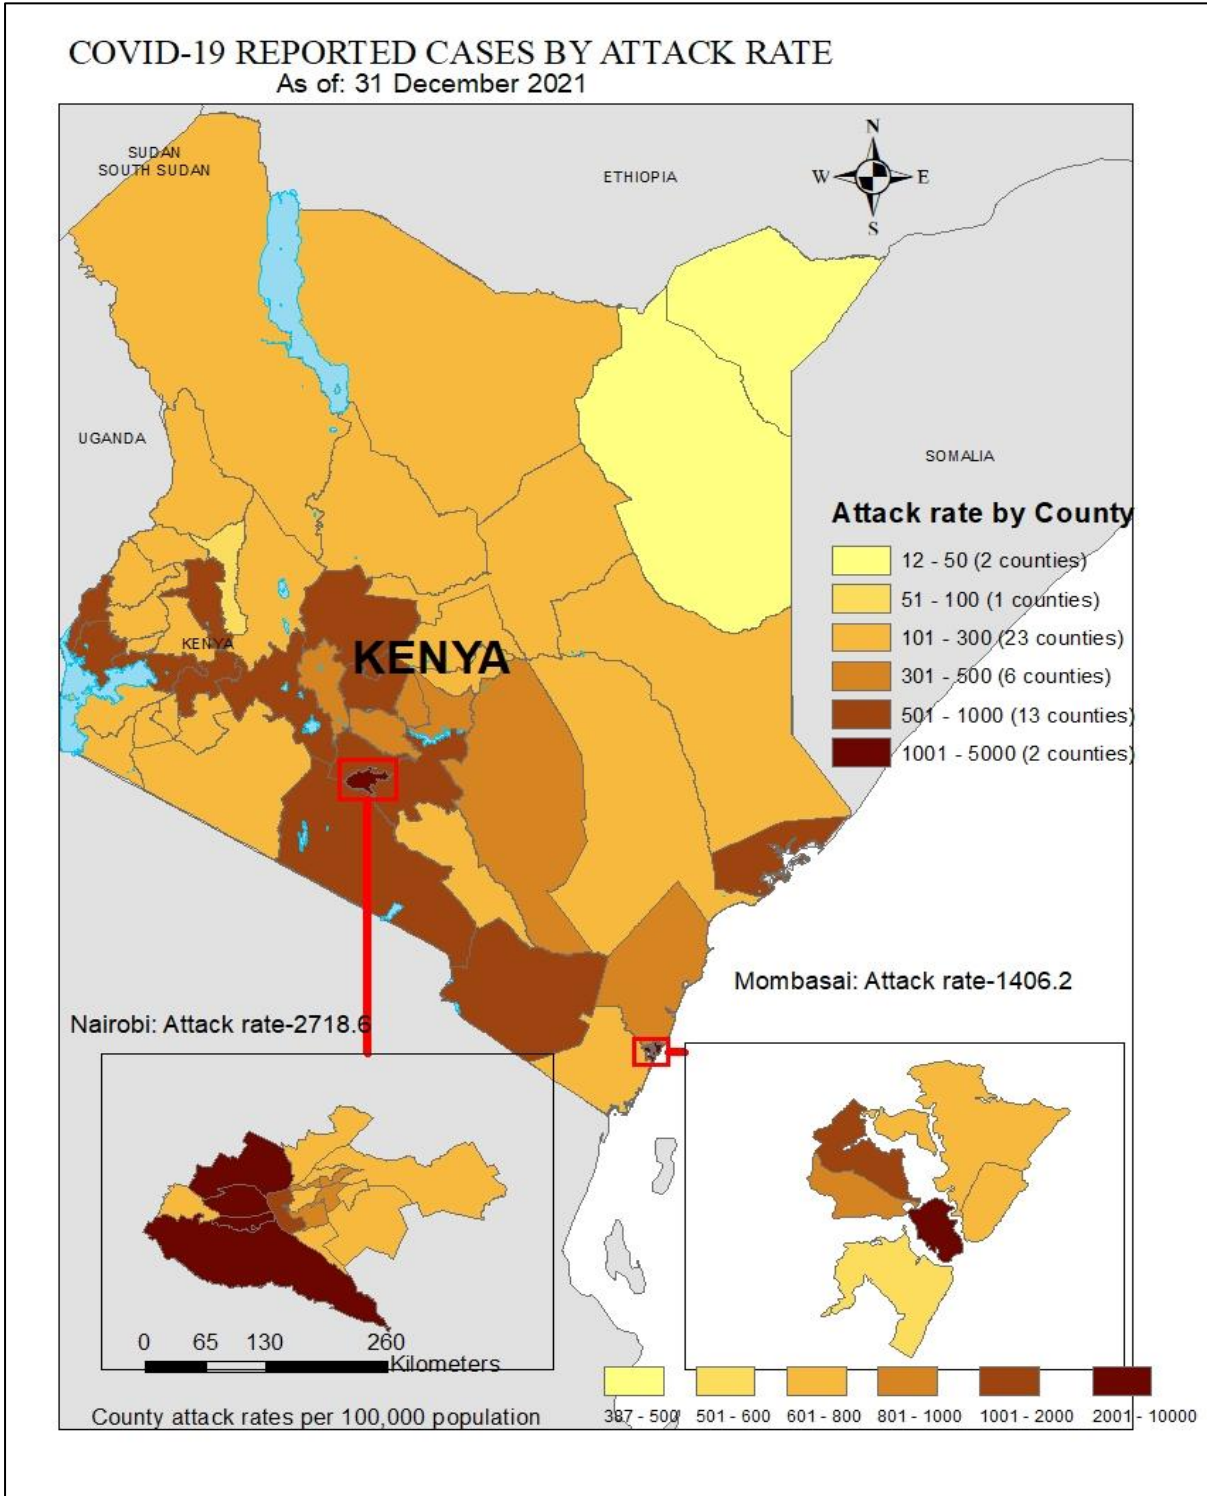 COVID-19 REPORTED CASES BY ATTACK RATE
As of: 31 December 2021
N
W
E
S
SUDAN
SOUTH SUDAN
ETHIOPIA
UGANDA
SOMALIA
Attack rate by County
12 - 50 (2 counties)
51 - 100 (1 counties)
101 - 300 (23 counties)
301 - 500 (6 counties)
501 - 1000 (13 counties)
1001 - 5000 (2 counties)
KENYA
KENYA
Mombasai: Attack rate-1406.2
Nairobi: Attack rate-2718.6
0 65 130 260
Kilometers
County attack rates per 100,000 population
387 - 500 501 - 600 601 - 800 801 - 1000 1001 - 2000 2001 - 10000